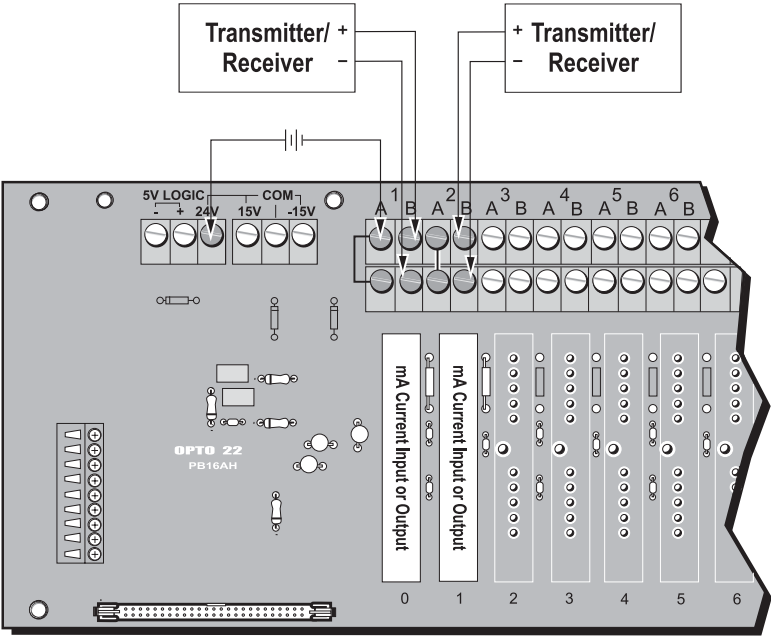 Transmitter/ +
Receiver −
+ Transmitter/
− Receiver
5V LOGIC COM
- + 24V 15V -15V
1 2 3 4 5 6
A B A B A B A B A B A B
mA Current Input or Output
mA Current Input or Output
OPTO 22
PB16AH
0 1 2 3 4 5 6